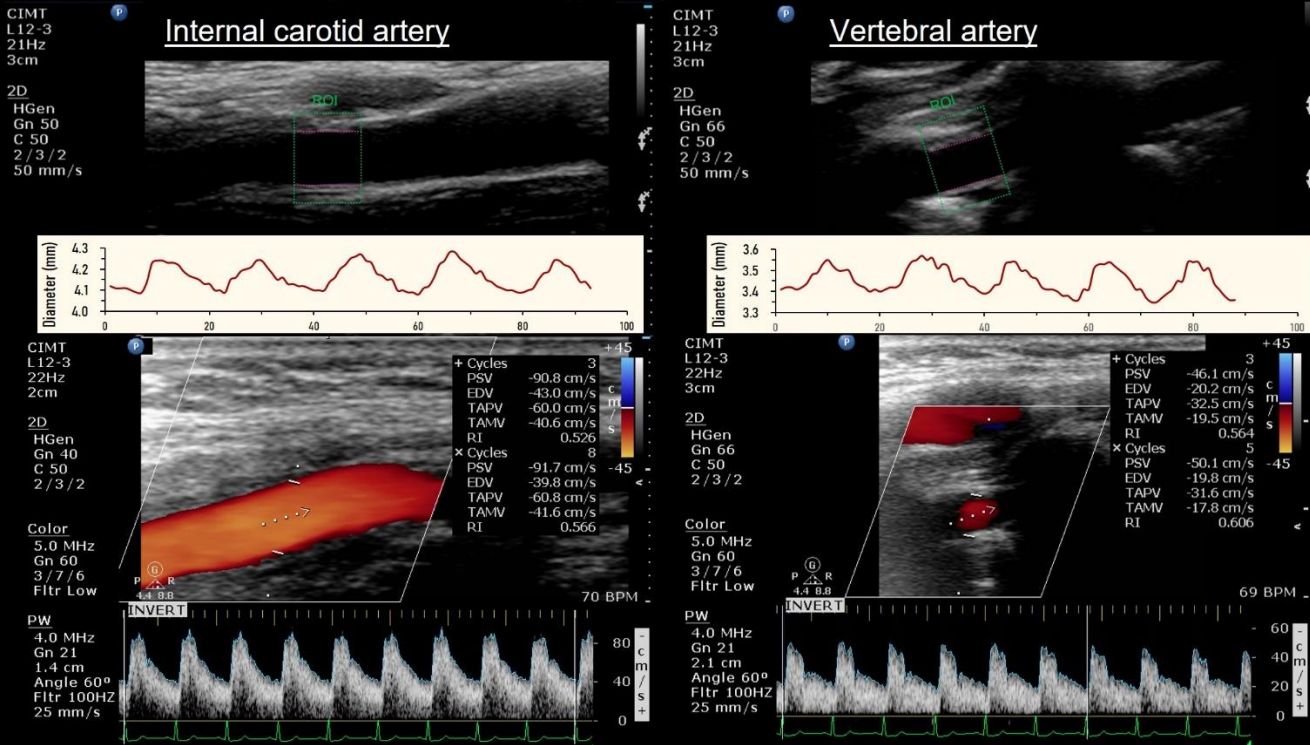 Internal carotid artery
CIMT
L12-3
21Hz
3cm
P
2D
HGen
Gn 50
C 50
2/3/2
50 mm/s
ROI
Diameter (mm)
4.3
4.2
4.1
4.0
0 20 40 60 80 100
CIMT
L12-3
22Hz
2cm
P
2D
HGen
Gn 40
C 50
2/3/2
Color
5.0 MHz
Gn 60
3/7/6
Fltr Low
+ Cycles 3
PSV -90.8 cm/s
EDV -43.0 cm/s
TAPV -60.0 cm/s
TAMV -40.6 cm/s
RI 0.526
× Cycles 8
PSV -91.7 cm/s
EDV -39.8 cm/s
TAPV -60.8 cm/s
TAMV -41.6 cm/s
RI 0.566
+45
cm/s
-45
G
P R
4.4 8.8
70 BPM
INVERT
PW
4.0 MHz
Gn 21
1.4 cm
Angle 60º
Fltr 100HZ
25 mm/s
80
40
0
- cm/s +
Vertebral artery
CIMT
L12-3
21Hz
3cm
P
2D
HGen
Gn 66
C 50
2/3/2
50 mm/s
ROI
Diameter (mm)
3.6
3.5
3.4
3.3
0 20 40 60 80 100
CIMT
L12-3
22Hz
3cm
P
2D
HGen
Gn 66
C 50
2/3/2
Color
5.0 MHz
Gn 60
3/7/6
Fltr Low
+ Cycles 3
PSV -46.1 cm/s
EDV -20.2 cm/s
TAPV -32.5 cm/s
TAMV -19.5 cm/s
RI 0.564
× Cycles 5
PSV -50.1 cm/s
EDV -19.8 cm/s
TAPV -31.6 cm/s
TAMV -17.8 cm/s
RI 0.606
+45
cm/s
-45
G
P R
4.4 8.8
69 BPM
INVERT
PW
4.0 MHz
Gn 21
2.1 cm
Angle 60º
Fltr 100HZ
25 mm/s
60
40
20
0
- cm/s +